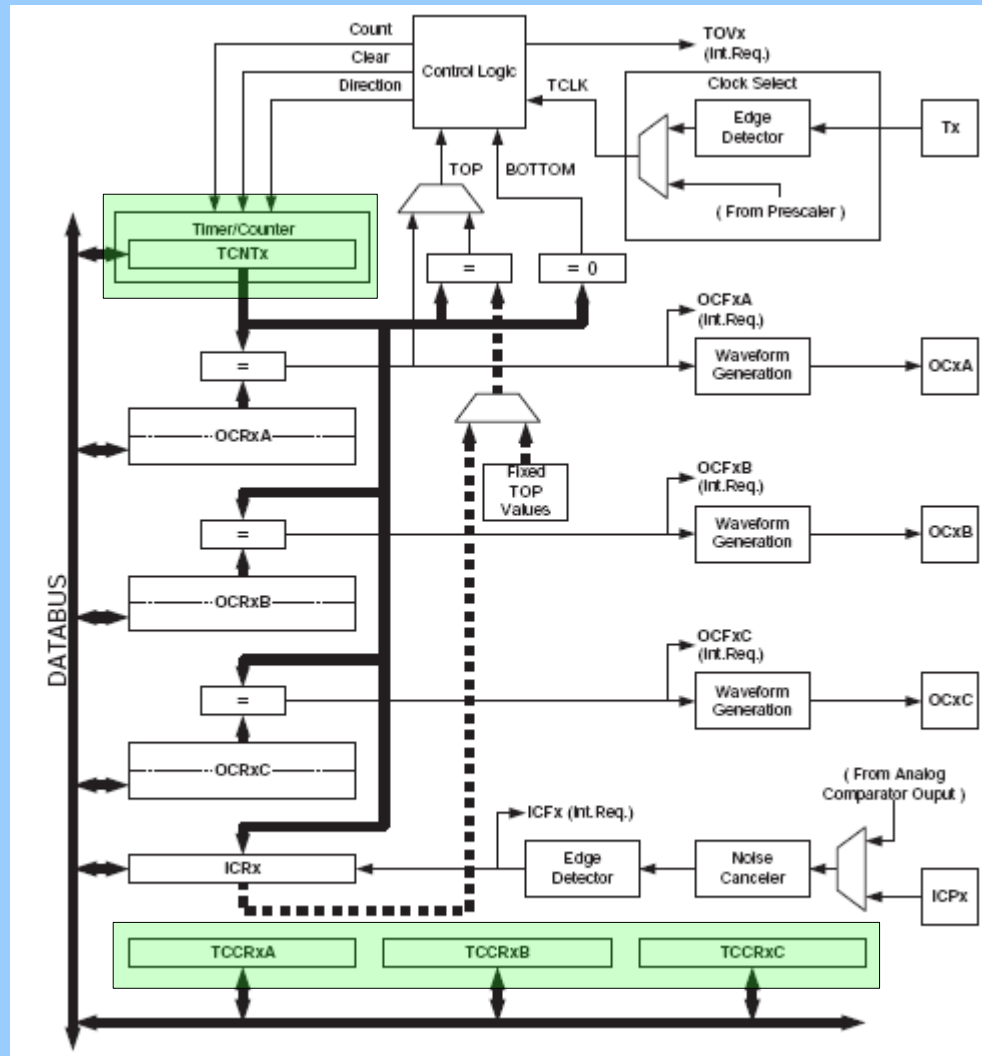 Count
Clear
Direction
Control Logic
TOVx
(Int.Req.)
TCLK
Clock Select
Edge
Detector
Tx
( From Prescaler )
TOP
BOTTOM
Timer/Counter
TCNTx
=
= 0
=
OCRxA
OCFxA
(Int.Req.)
Waveform
Generation
OCxA
Fixed
TOP
Values
=
OCRxB
OCFxB
(Int.Req.)
Waveform
Generation
OCxB
DATABUS
=
OCRxC
OCFxC
(Int.Req.)
Waveform
Generation
OCxC
( From Analog
Comparator Ouput )
ICFx (Int.Req.)
ICRx
Edge
Detector
Noise
Canceler
ICPx
TCCRxA
TCCRxB
TCCRxC